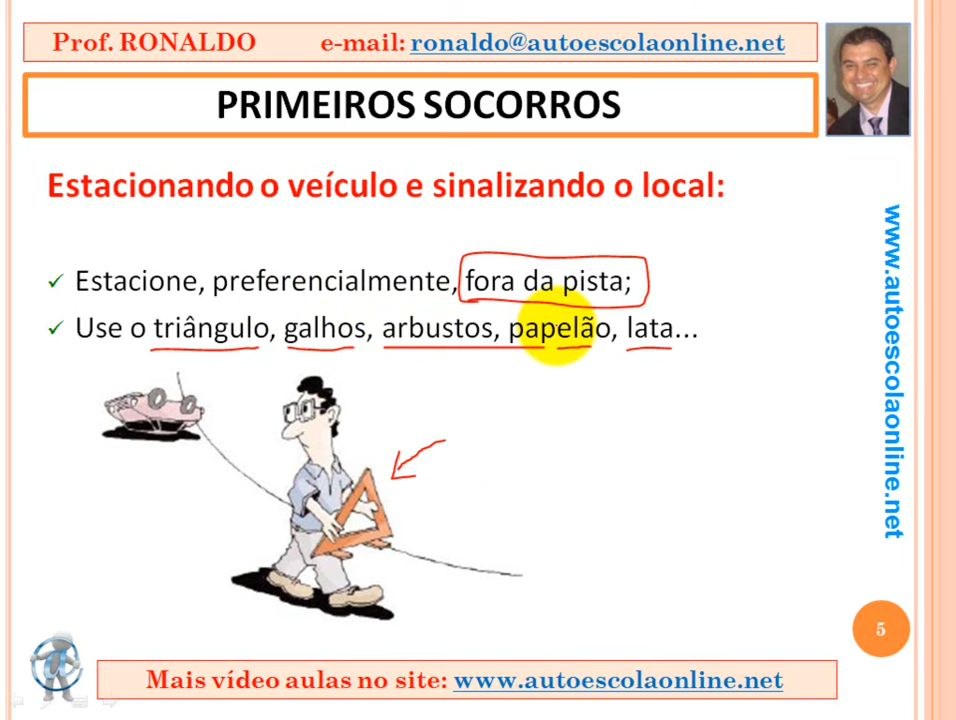 Prof. RONALDO e-mail: ronaldo@autoescolaonline.net
PRIMEIROS SOCORROS
Estacionando o veículo e sinalizando o local:
Estacione, preferencialmente, fora da pista;
Use o triângulo, galhos, arbustos, papelão, lata...
www.autoescolaonline.net
5
@
Mais vídeo aulas no site: www.autoescolaonline.net